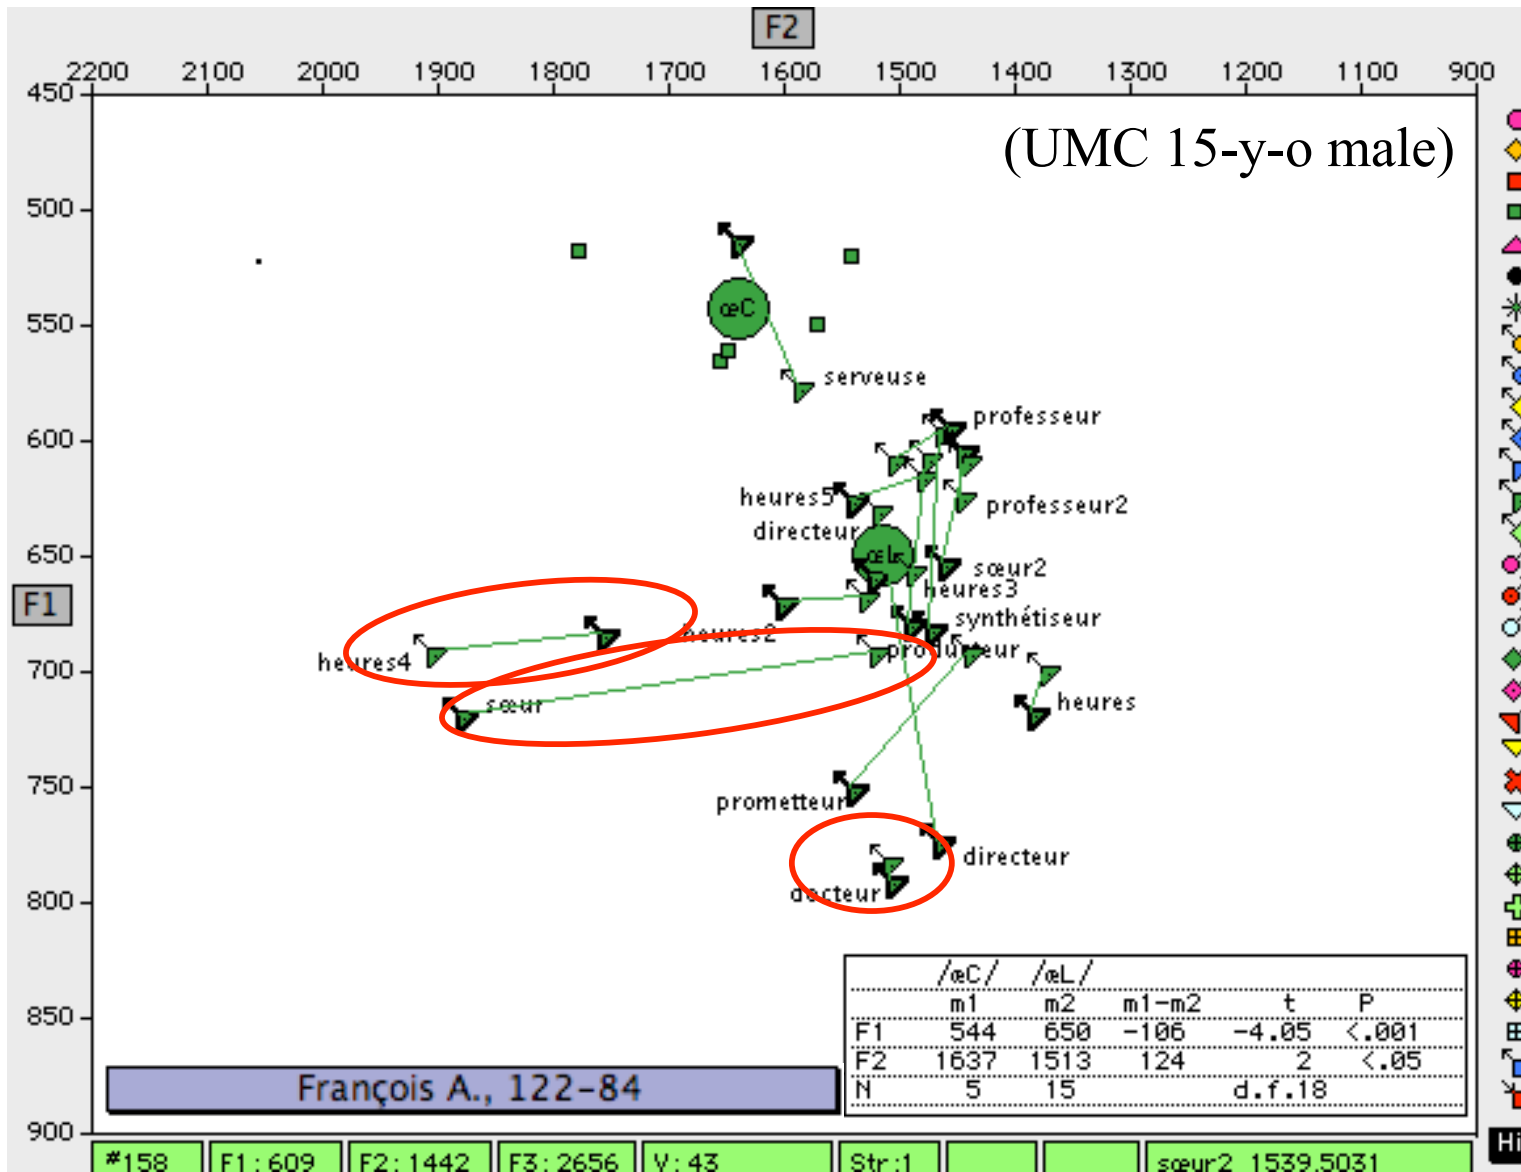 F2
2200 2100 2000 1900 1800 1700 1600 1500 1400 1300 1200 1100 1000 900
450
(UMC 15-y-o male)
500
œC
550
serveuse
professeur
600
heures5
professeur2
directeur
650
œL
sœur2
heures3
F1
synthétiseur
heures2
producteur
heures4
700
sœur
heures
750
prometteur
directeur
docteur
800
850
900
/œC/ /œL/
m1 m2 m1-m2 t P
F1 544 650 -106 -4.05 <.001
F2 1637 1513 124 2 <.05
N 5 15 d.f.18
François A., 122-84
#158 F1:609 F2:1442 F3:2656 V:43 Str:1 sœur2 1539.5031
Hi